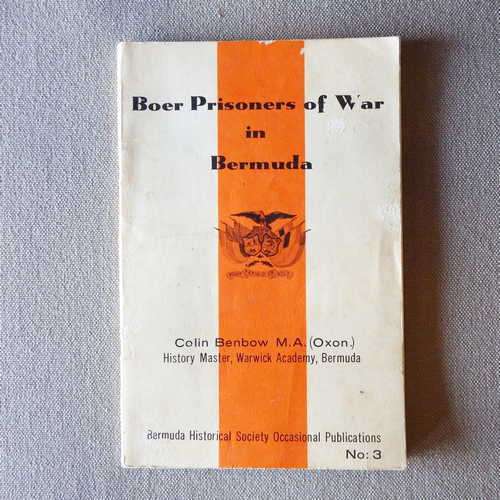 Boer Prisoners of War
in
Bermuda
Colin Benbow M.A. (Oxon.)
History Master, Warwick Academy, Bermuda
Bermuda Historical Society Occasional Publications
No: 3